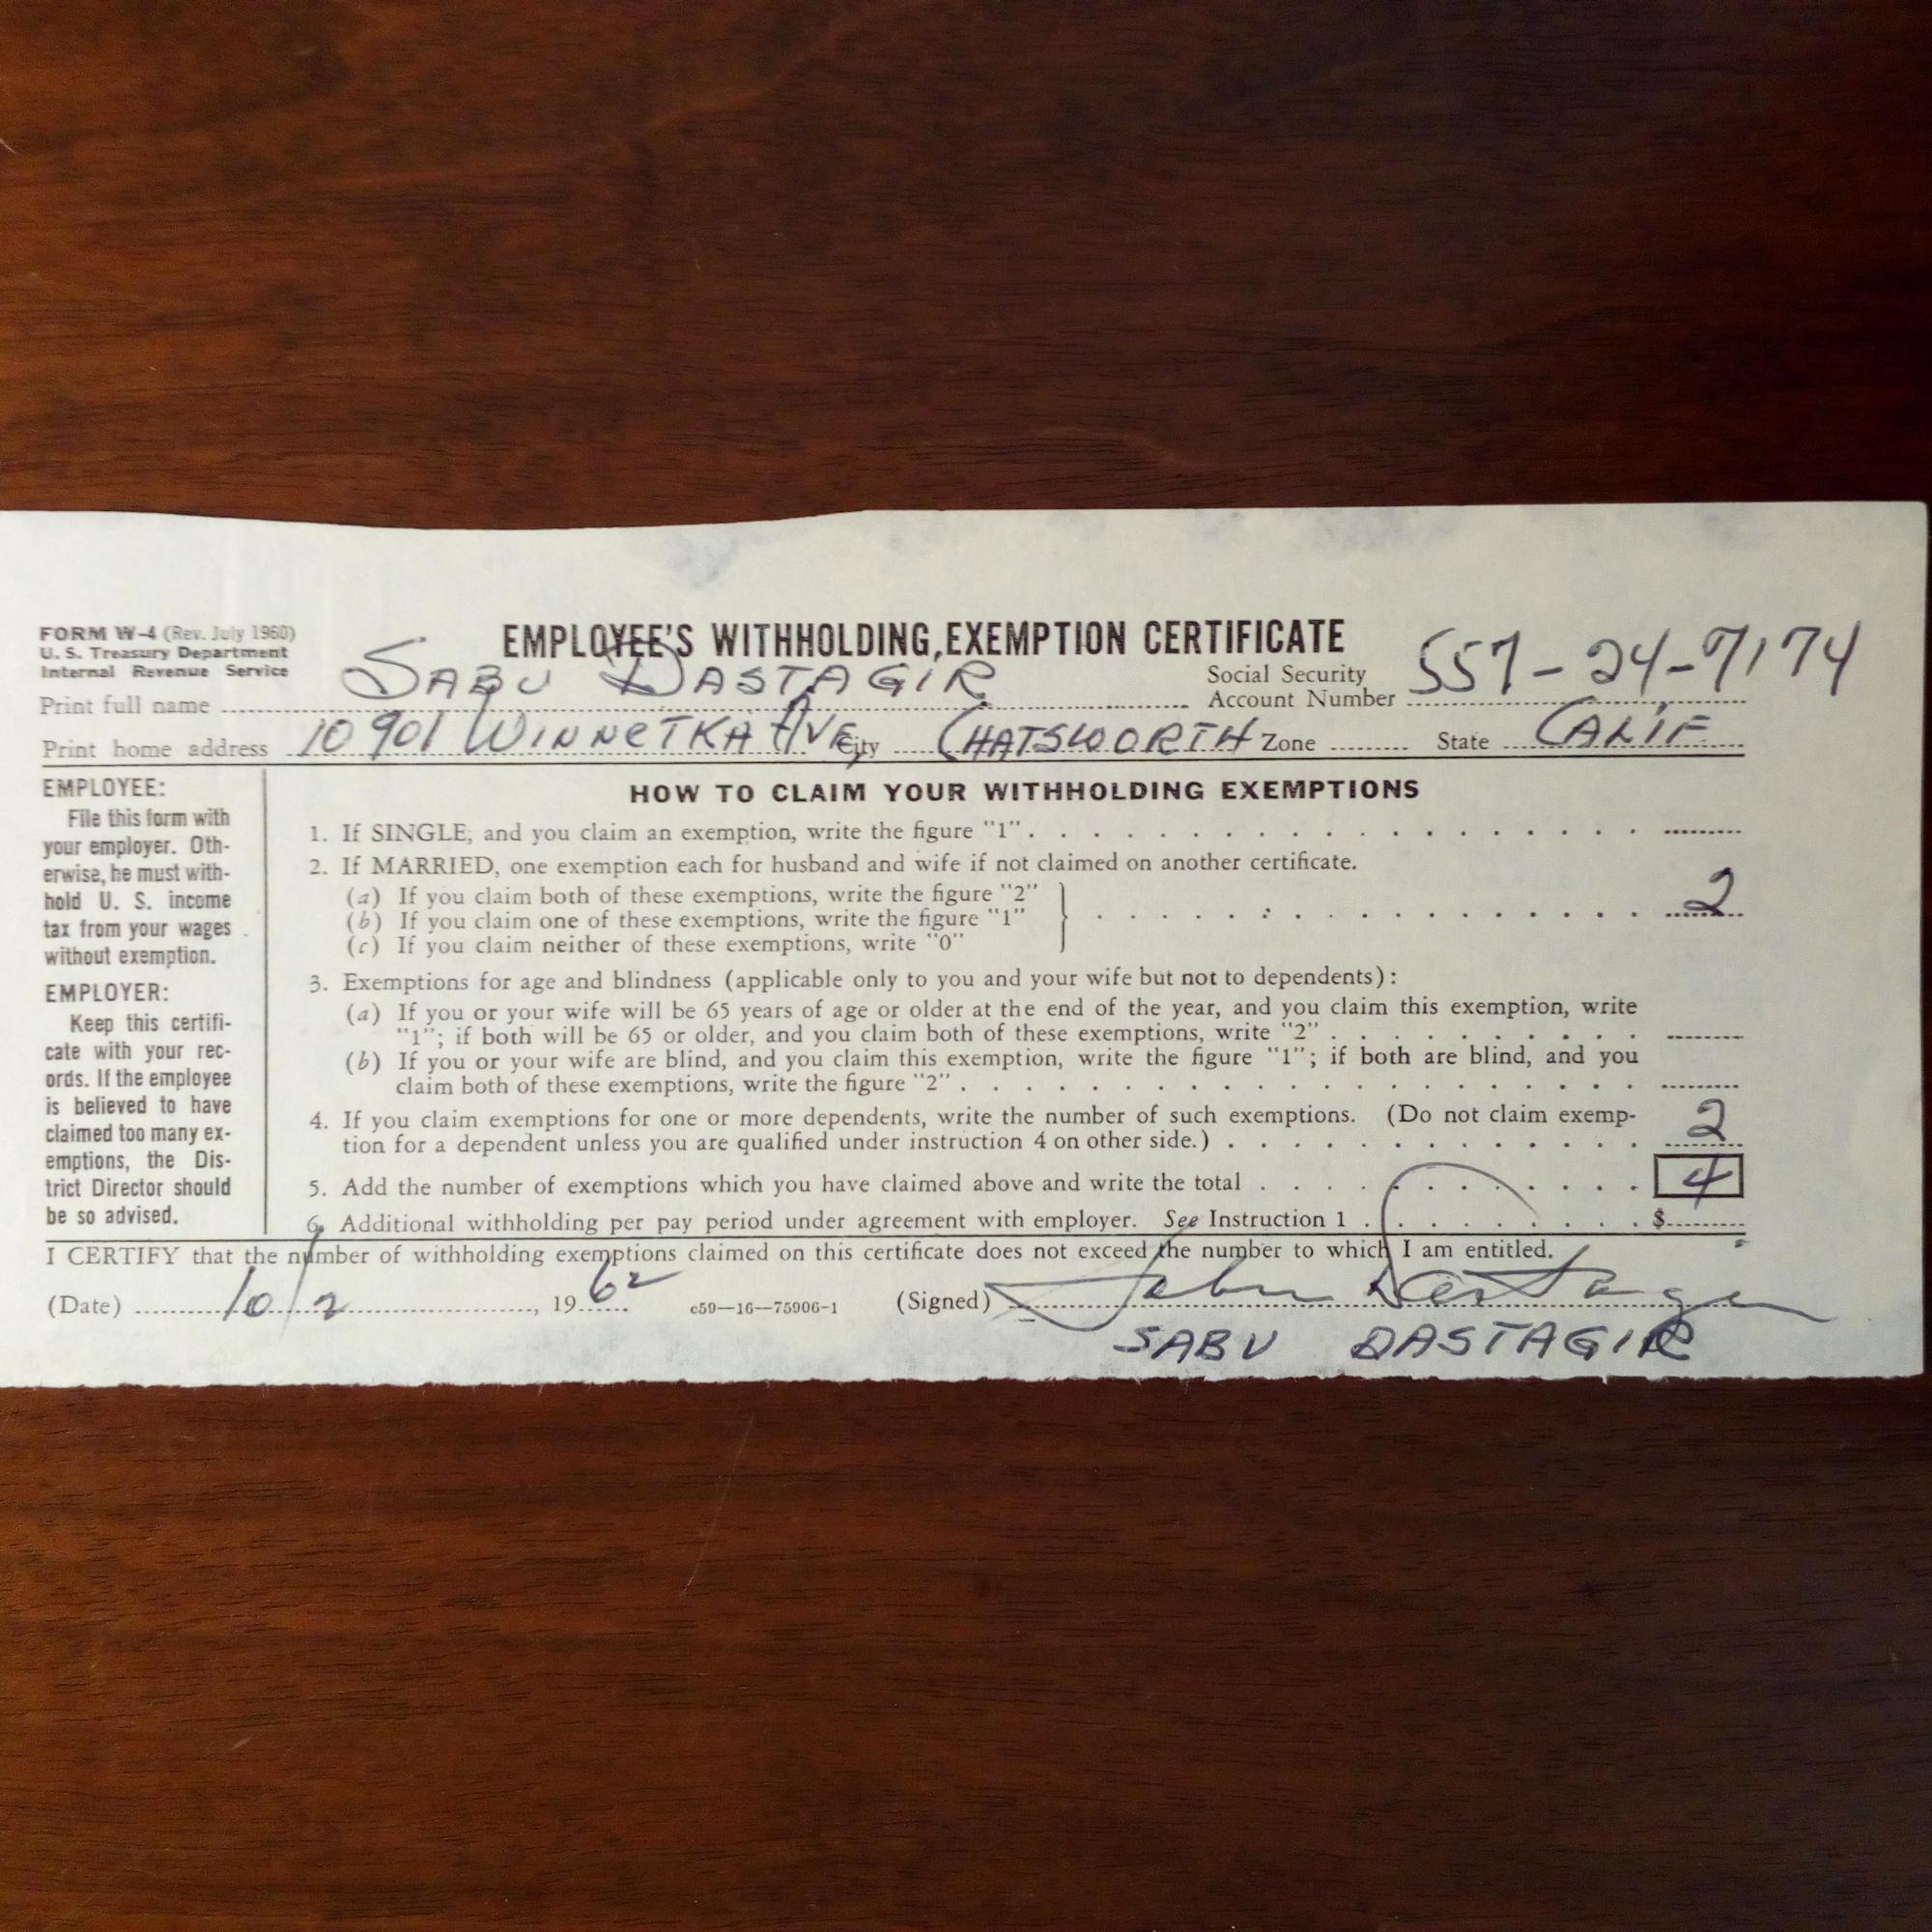 FORM W-4 (Rev. July 1960)
U. S. Treasury Department
Internal Revenue Service
EMPLOYEE'S WITHHOLDING EXEMPTION CERTIFICATE
Print full name SABU DASTAGIR Social Security Account Number 557-24-7174
Print home address 10901 WINNETKA AVE City CHATSWORTH Zone State CALIF
EMPLOYEE:
File this form with
your employer. Oth-
erwise, he must with-
hold U. S. income
tax from your wages
without exemption.
EMPLOYER:
Keep this certifi-
cate with your rec-
ords. If the employee
is believed to have
claimed too many ex-
emptions, the Dis-
trict Director should
be so advised.
HOW TO CLAIM YOUR WITHHOLDING EXEMPTIONS
1. If SINGLE, and you claim an exemption, write the figure "1".
2. If MARRIED, one exemption each for husband and wife if not claimed on another certificate.
(a) If you claim both of these exemptions, write the figure "2"
(b) If you claim one of these exemptions, write the figure "1" 2
(c) If you claim neither of these exemptions, write "0"
3. Exemptions for age and blindness (applicable only to you and your wife but not to dependents):
(a) If you or your wife will be 65 years of age or older at the end of the year, and you claim this exemption, write
"1"; if both will be 65 or older, and you claim both of these exemptions, write "2"
(b) If you or your wife are blind, and you claim this exemption, write the figure "1"; if both are blind, and you
claim both of these exemptions, write the figure "2"
4. If you claim exemptions for one or more dependents, write the number of such exemptions. (Do not claim exemp-
tion for a dependent unless you are qualified under instruction 4 on other side.) 2
5. Add the number of exemptions which you have claimed above and write the total 4
6. Additional withholding per pay period under agreement with employer. See Instruction 1 $
I CERTIFY that the number of withholding exemptions claimed on this certificate does not exceed the number to which I am entitled.
(Date) 10/2, 1962 c59—16—75906-1 (Signed) Sabu Dastagir
SABU DASTAGIR